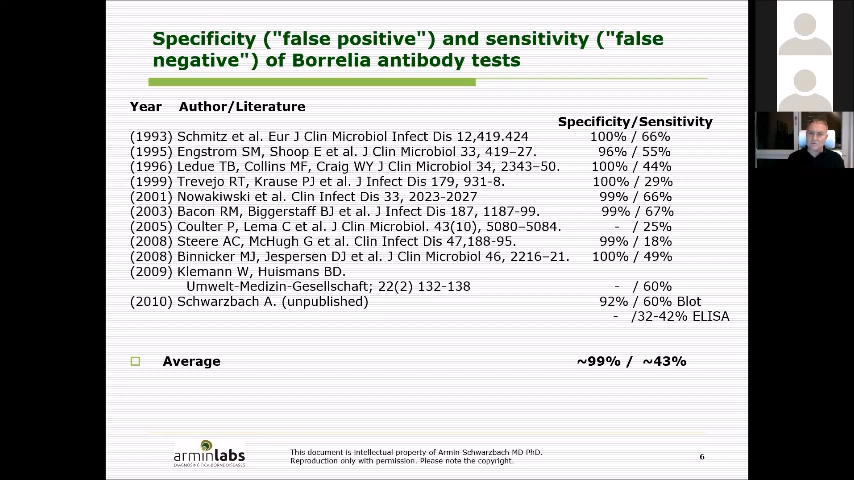 Specificity ("false positive") and sensitivity ("false
negative") of Borrelia antibody tests
Year Author/Literature
Specificity/Sensitivity
(1993) Schmitz et al. Eur J Clin Microbiol Infect Dis 12,419.424 100% / 66%
(1995) Engstrom SM, Shoop E et al. J Clin Microbiol 33, 419–27. 96% / 55%
(1996) Ledue TB, Collins MF, Craig WY J Clin Microbiol 34, 2343–50. 100% / 44%
(1999) Trevejo RT, Krause PJ et al. J Infect Dis 179, 931-8. 100% / 29%
(2001) Nowakiwski et al. Clin Infect Dis 33, 2023-2027 99% / 66%
(2003) Bacon RM, Biggerstaff BJ et al. J Infect Dis 187, 1187-99. 99% / 67%
(2005) Coulter P, Lema C et al. J Clin Microbiol. 43(10), 5080–5084. - / 25%
(2008) Steere AC, McHugh G et al. Clin Infect Dis 47,188-95. 99% / 18%
(2008) Binnicker MJ, Jespersen DJ et al. J Clin Microbiol 46, 2216–21. 100% / 49%
(2009) Klemann W, Huismans BD.
Umwelt-Medizin-Gesellschaft; 22(2) 132-138 - / 60%
(2010) Schwarzbach A. (unpublished) 92% / 60% Blot
- /32-42% ELISA
Average ~99% / ~43%
arminlabs
DIAGNOSING TICK-BORNE DISEASES
This document is intellectual property of Armin Schwarzbach MD PhD.
Reproduction only with permission. Please note the copyright.
6